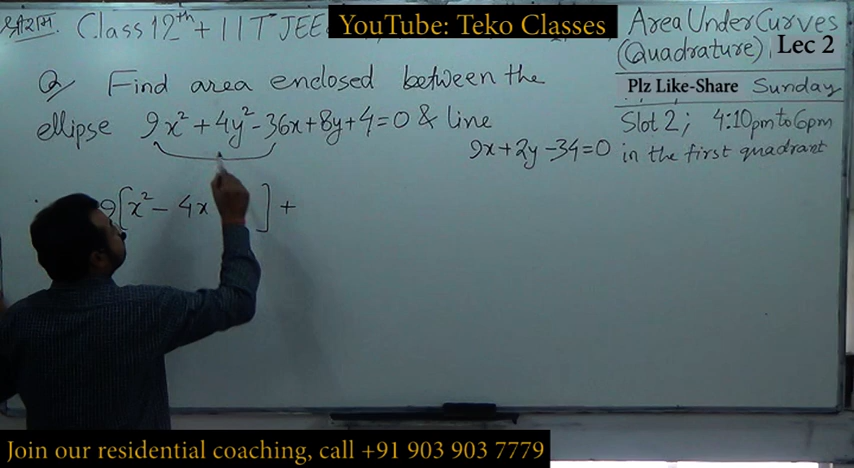 Class 12th + IIT JEE
YouTube: Teko Classes
Area Under Curves
(Quadrature), Lec 2
Plz Like-Share Sunday
Slot 2; 4:10pm to 6pm
Q Find area enclosed between the
ellipse 9x² + 4y² - 36x + 8y + 4 = 0 & line
9x + 2y - 34 = 0 in the first quadrant
9[x² - 4x ] +
Join our residential coaching, call +91 903 903 7779